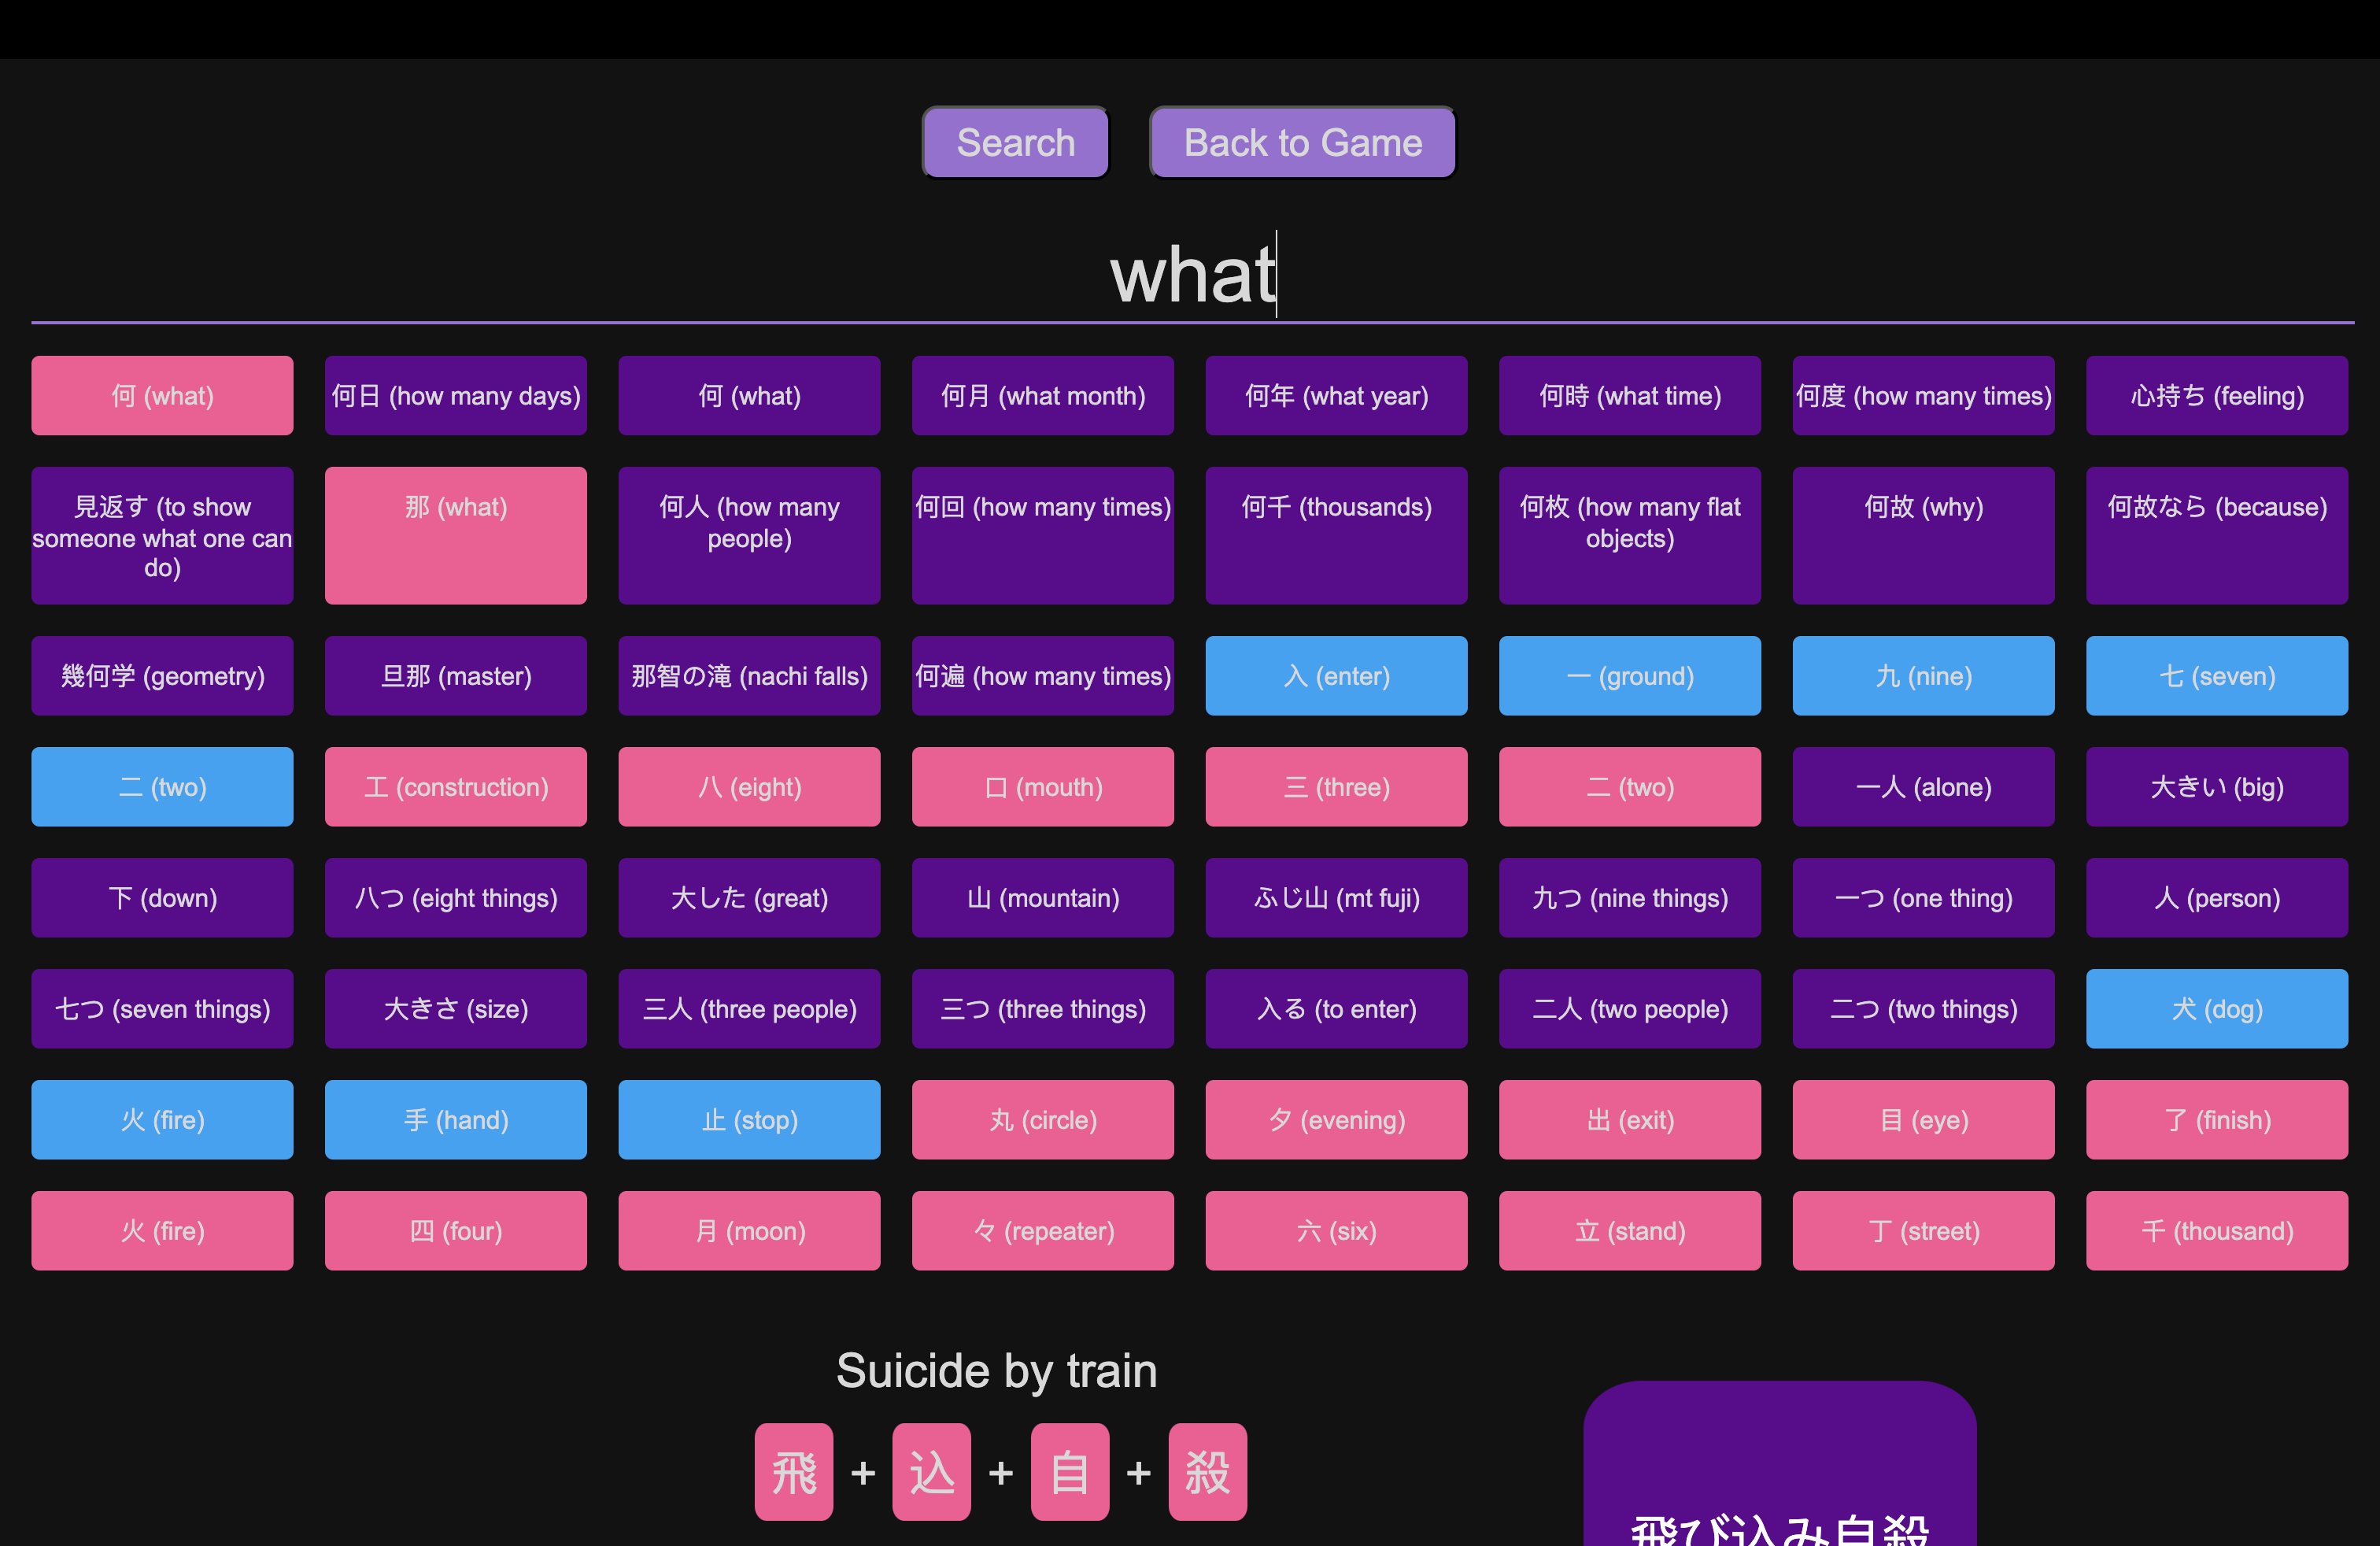 Search
Back to Game
what
何 (what)
何日 (how many days)
何 (what)
何月 (what month)
何年 (what year)
何時 (what time)
何度 (how many times)
心持ち (feeling)
見返す (to show
someone what one can
do)
那 (what)
何人 (how many
people)
何回 (how many times)
何千 (thousands)
何枚 (how many flat
objects)
何故 (why)
何故なら (because)
幾何学 (geometry)
旦那 (master)
那智の滝 (nachi falls)
何遍 (how many times)
入 (enter)
一 (ground)
九 (nine)
七 (seven)
二 (two)
工 (construction)
八 (eight)
口 (mouth)
三 (three)
二 (two)
一人 (alone)
大きい (big)
下 (down)
八つ (eight things)
大した (great)
山 (mountain)
ふじ山 (mt fuji)
九つ (nine things)
一つ (one thing)
人 (person)
七つ (seven things)
大きさ (size)
三人 (three people)
三つ (three things)
入る (to enter)
二人 (two people)
二つ (two things)
犬 (dog)
火 (fire)
手 (hand)
止 (stop)
丸 (circle)
夕 (evening)
出 (exit)
目 (eye)
了 (finish)
火 (fire)
四 (four)
月 (moon)
々 (repeater)
六 (six)
立 (stand)
丁 (street)
千 (thousand)
Suicide by train
飛 + 込 + 自 + 殺
飛び込み自殺